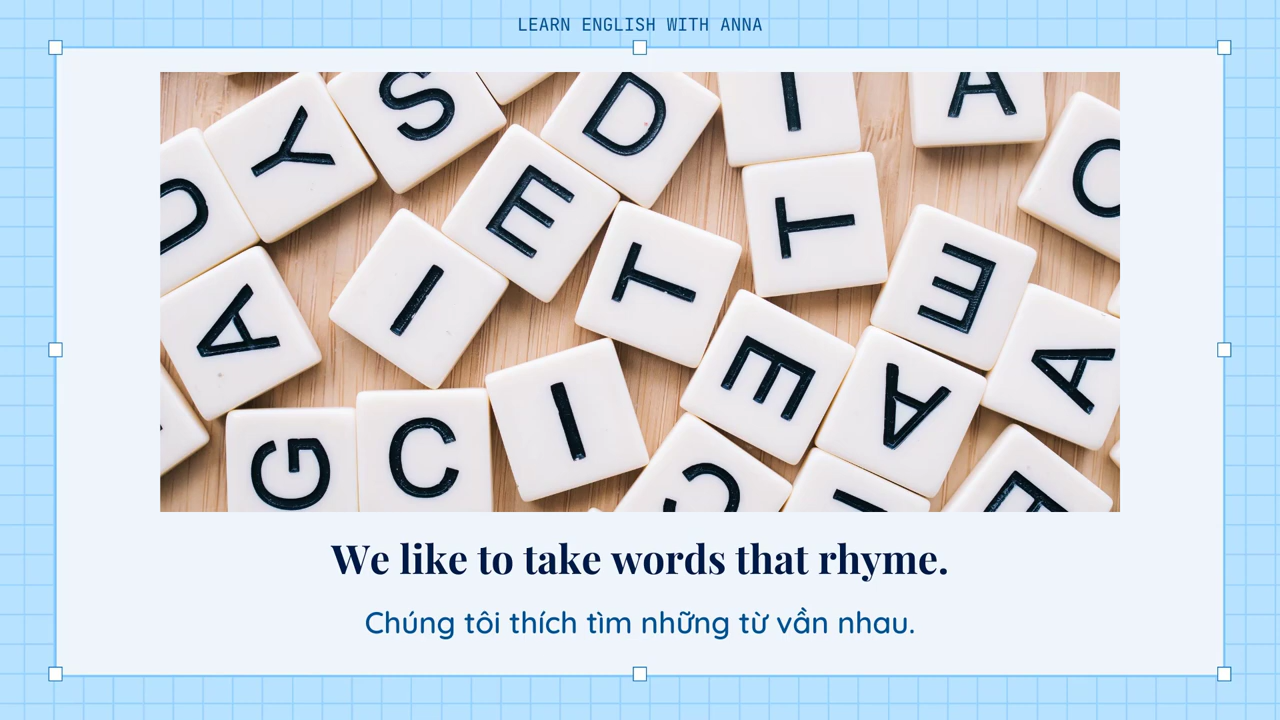 LEARN ENGLISH WITH ANNA
S D I A
Y E T C
U I T E
A E A A
G C I C I E
We like to take words that rhyme.
Chúng tôi thích tìm những từ vần nhau.